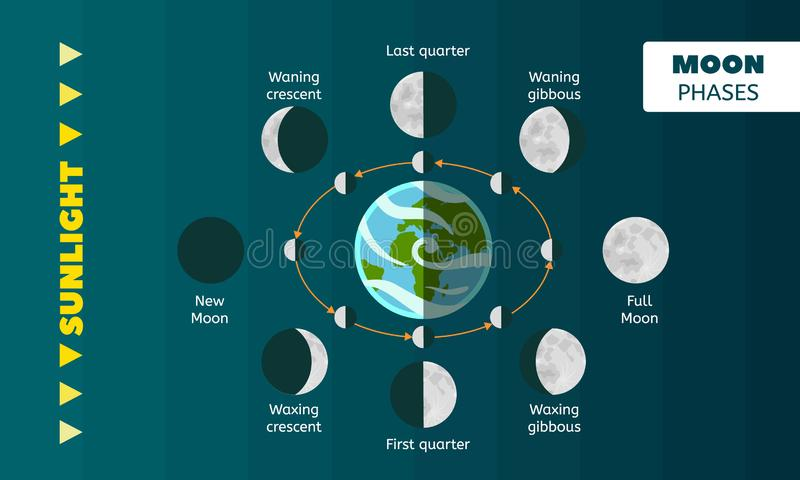 Last quarter
Waning
crescent
Waning
gibbous
MOON
PHASES
SUNLIGHT
New
Moon
Full
Moon
Waxing
crescent
First quarter
Waxing
gibbous
dreamstime